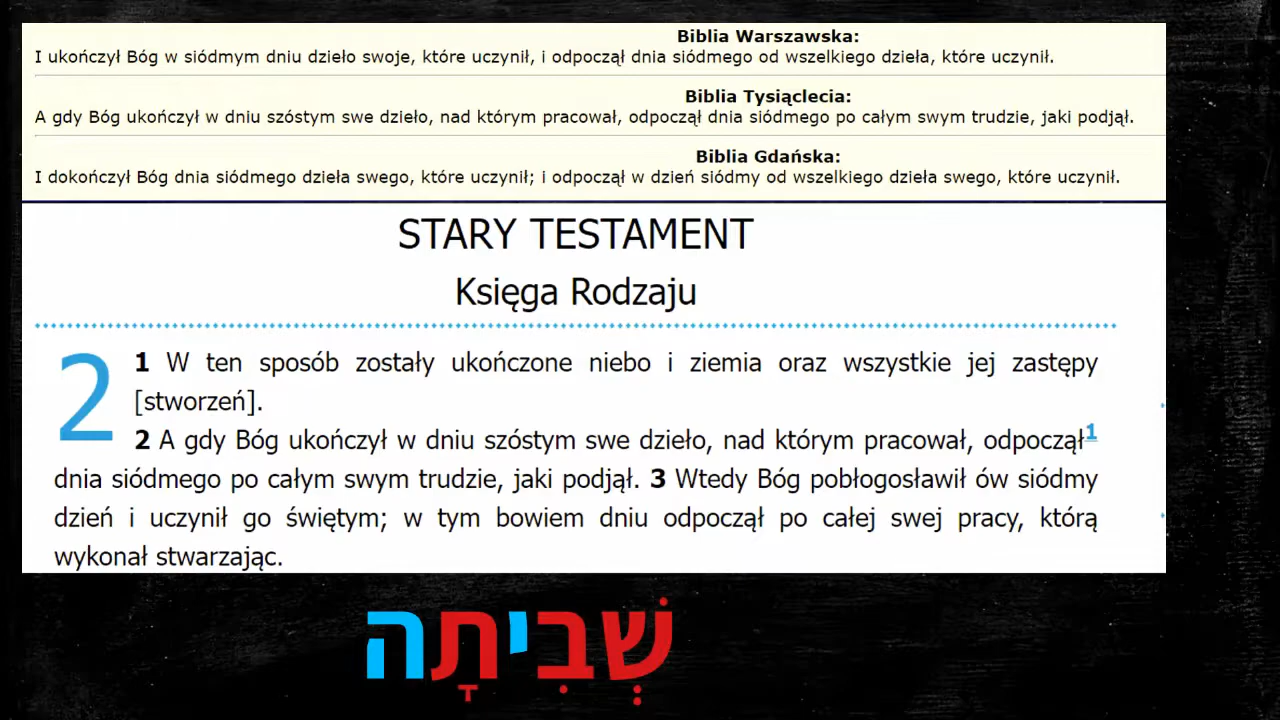 Biblia Warszawska:
I ukończył Bóg w siódmym dniu dzieło swoje, które uczynił, i odpoczął dnia siódmego od wszelkiego dzieła, które uczynił.
Biblia Tysiąclecia:
A gdy Bóg ukończył w dniu szóstym swe dzieło, nad którym pracował, odpoczął dnia siódmego po całym swym trudzie, jaki podjął.
Biblia Gdańska:
I dokończył Bóg dnia siódmego dzieła swego, które uczynił; i odpoczął w dzień siódmy od wszelkiego dzieła swego, które uczynił.
STARY TESTAMENT
Księga Rodzaju
2 1 W ten sposób zostały ukończone niebo i ziemia oraz wszystkie jej zastępy
[stworzeń].
2 A gdy Bóg ukończył w dniu szóstym swe dzieło, nad którym pracował, odpoczął1
dnia siódmego po całym swym trudzie, jaki podjął. 3 Wtedy Bóg pobłogosławił ów siódmy
dzień i uczynił go świętym; w tym bowiem dniu odpoczął po całej swej pracy, którą
wykonał stwarzając.
שְׁבִיתָה